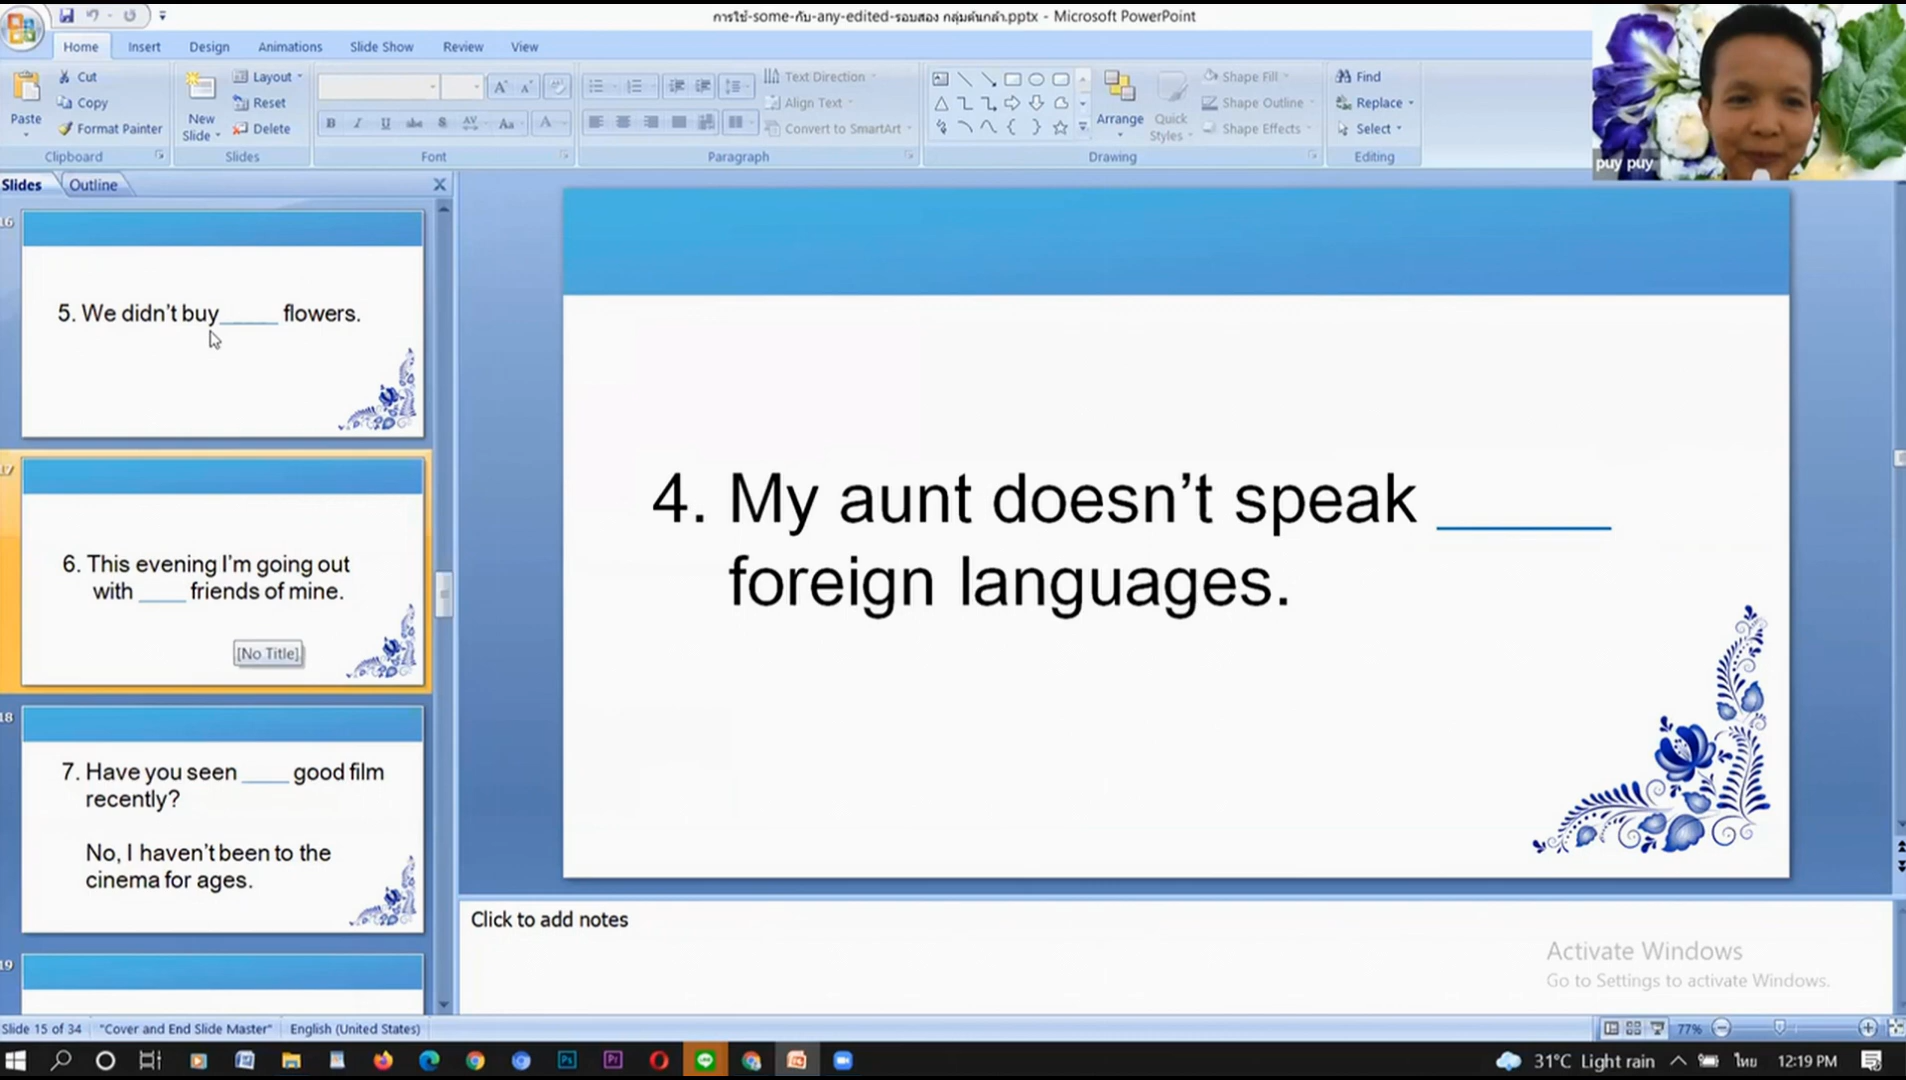 การใช้-some-กับ-any-edited-รอบสอง กลุ่มต้นกล้า.pptx - Microsoft PowerPoint
Home Insert Design Animations Slide Show Review View
Paste
Cut
Copy
Format Painter
Clipboard
New Slide
Layout
Reset
Delete
Slides
Font
Text Direction
Align Text
Convert to SmartArt
Paragraph
Arrange
Quick Styles
Shape Fill
Shape Outline
Shape Effects
Drawing
Find
Replace
Select
Editing
puy puy
Slides Outline
16
5. We didn't buy_____ flowers.
17
6. This evening I'm going out
with ____ friends of mine.
[No Title]
18
7. Have you seen ____ good film
recently?
No, I haven't been to the
cinema for ages.
19
4. My aunt doesn't speak _____
foreign languages.
Click to add notes
Activate Windows
Go to Settings to activate Windows.
Slide 15 of 34 "Cover and End Slide Master" English (United States) 77%
31°C Light rain ไทย 12:19 PM